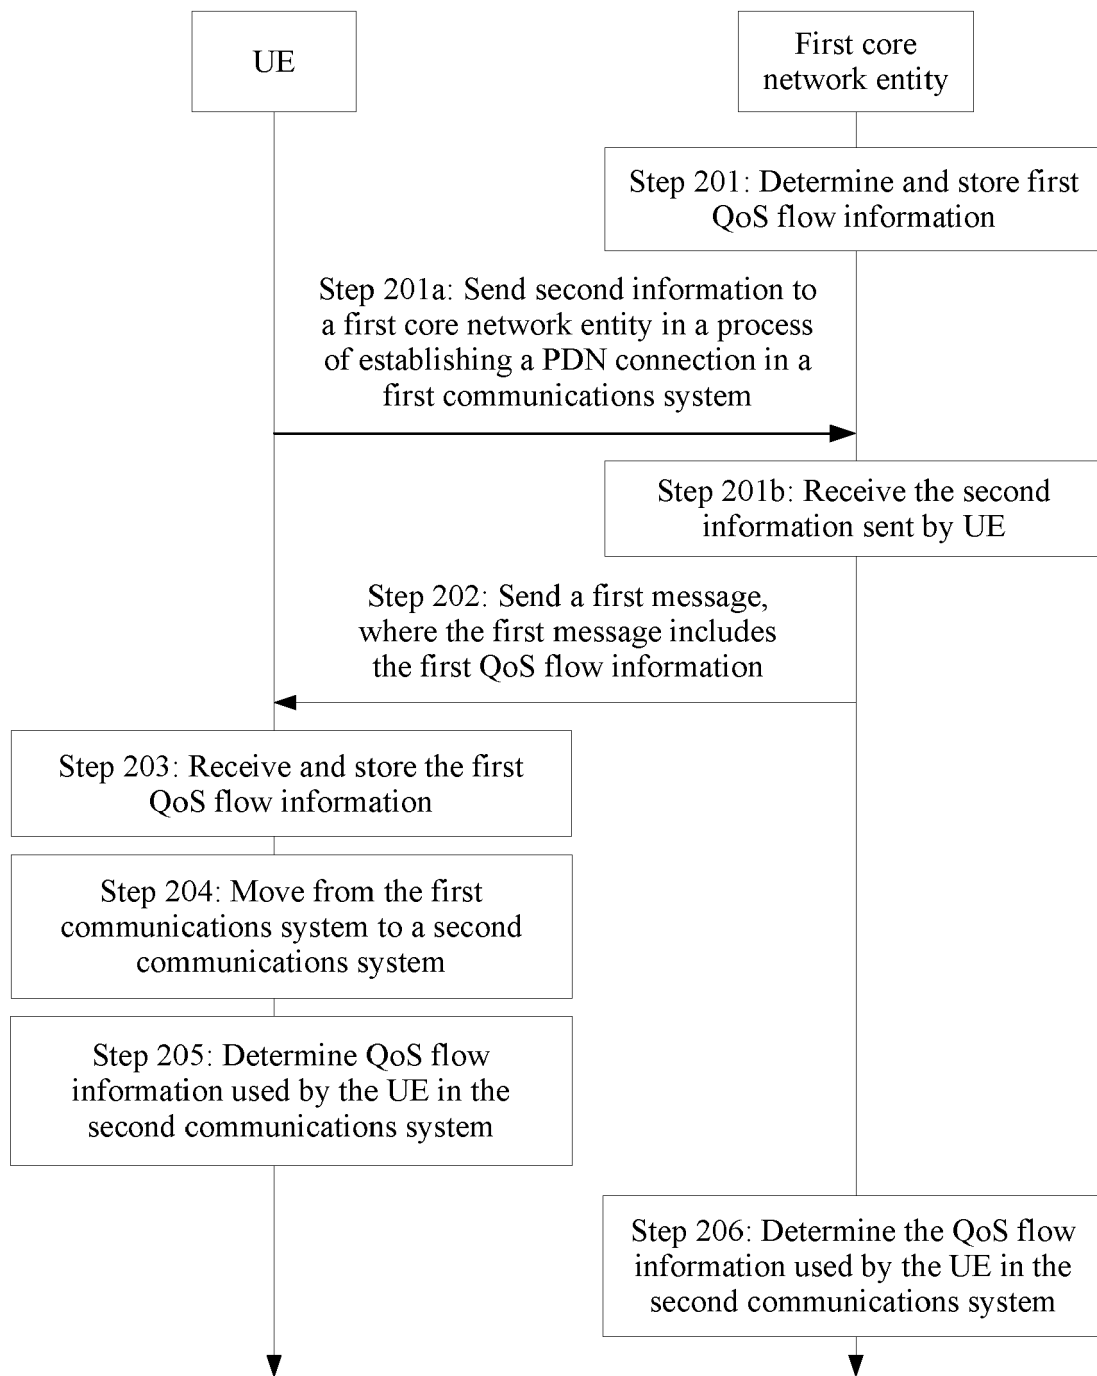 UE
First core
network entity
Step 201: Determine and store first
QoS flow information
Step 201a: Send second information to
a first core network entity in a process
of establishing a PDN connection in a
first communications system
Step 201b: Receive the second
information sent by UE
Step 202: Send a first message,
where the first message includes
the first QoS flow information
Step 203: Receive and store the first
QoS flow information
Step 204: Move from the first
communications system to a second
communications system
Step 205: Determine QoS flow
information used by the UE in the
second communications system
Step 206: Determine the QoS flow
information used by the UE in the
second communications system